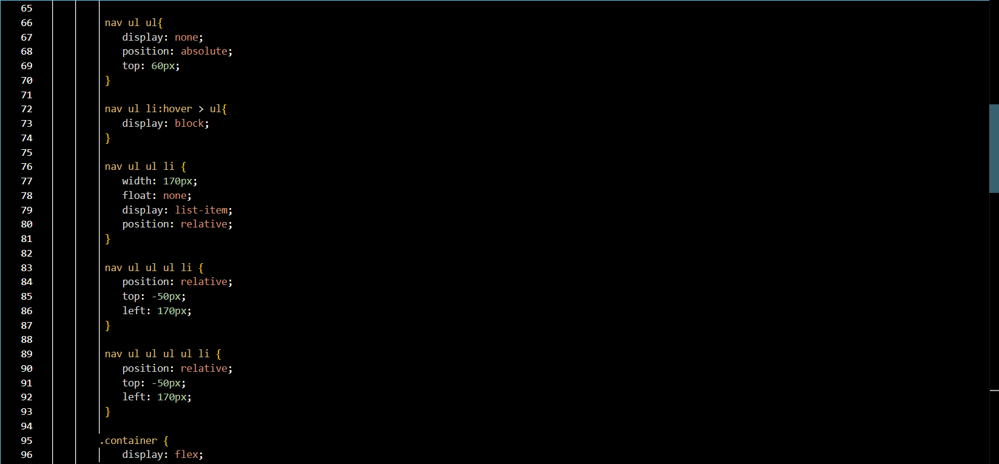 65
66 nav ul ul{
67 display: none;
68 position: absolute;
69 top: 60px;
70 }
71
72 nav ul li:hover > ul{
73 display: block;
74 }
75
76 nav ul ul li {
77 width: 170px;
78 float: none;
79 display: list-item;
80 position: relative;
81 }
82
83 nav ul ul ul li {
84 position: relative;
85 top: -50px;
86 left: 170px;
87 }
88
89 nav ul ul ul ul li {
90 position: relative;
91 top: -50px;
92 left: 170px;
93 }
94
95 .container {
96 display: flex;